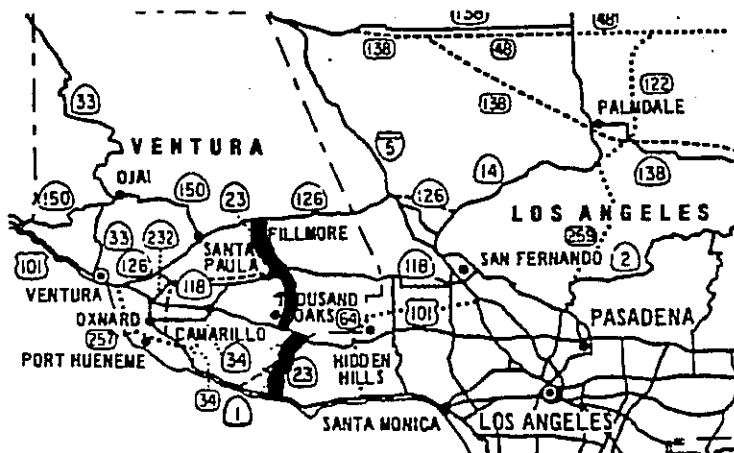 138
48
138
48
122
33
138
PALMDALE
VENTURA
5
14
138
OJAI
150
150
23
126
126
LOS ANGELES
33
232
FILLMORE
SANTA
PAULA
101
126
118
118
SAN FERNANDO
2
VENTURA
THOUSAND
OAKS
64
101
OXNARD
CAMARILLO
PASADENA
257
PORT HUENEME
34
HIDDEN
HILLS
23
34
1
SANTA MONICA
LOS ANGELES